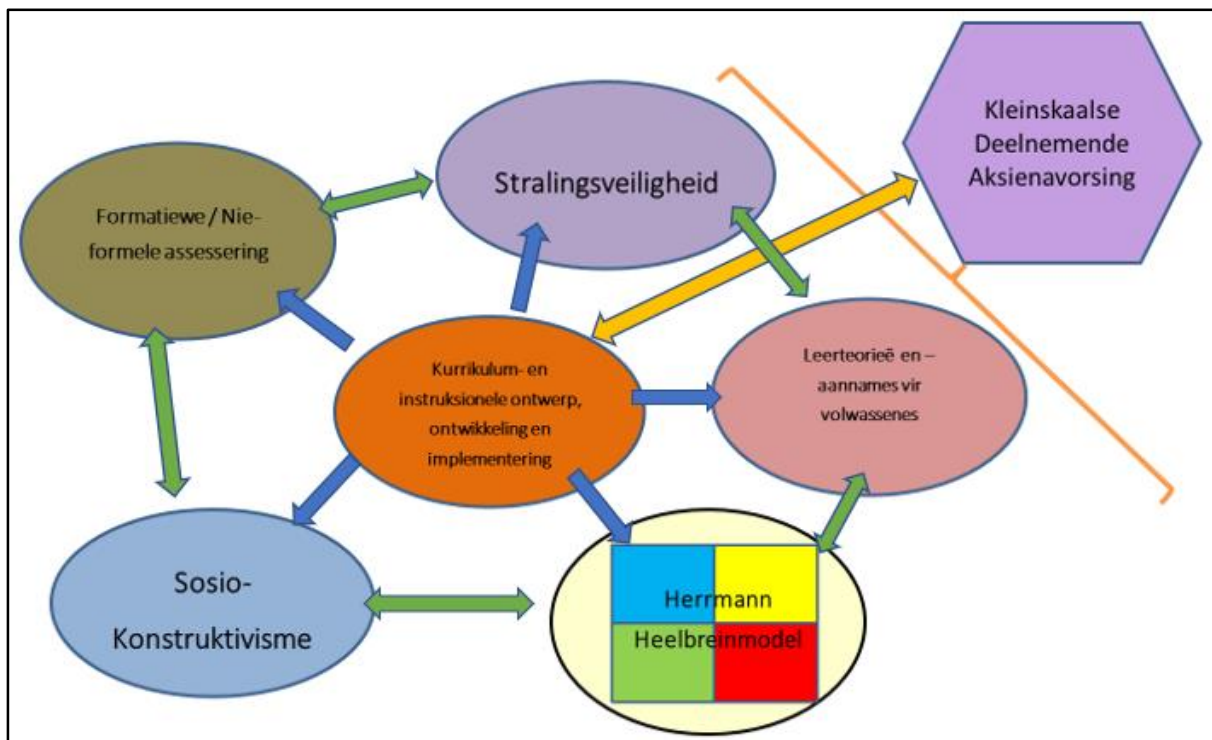 Kleinskaalse
Deelnemende
Aksienavorsing
Stralingsveiligheid
Formatiewe / Nie-
formele assessering
Kurrikulum- en
instruksionele ontwerp,
ontwikkeling en
implementering
Leerteorieë en –
aannames vir
volwassenes
Sosio-
Konstruktivisme
Herrmann
Heelbreinmodel